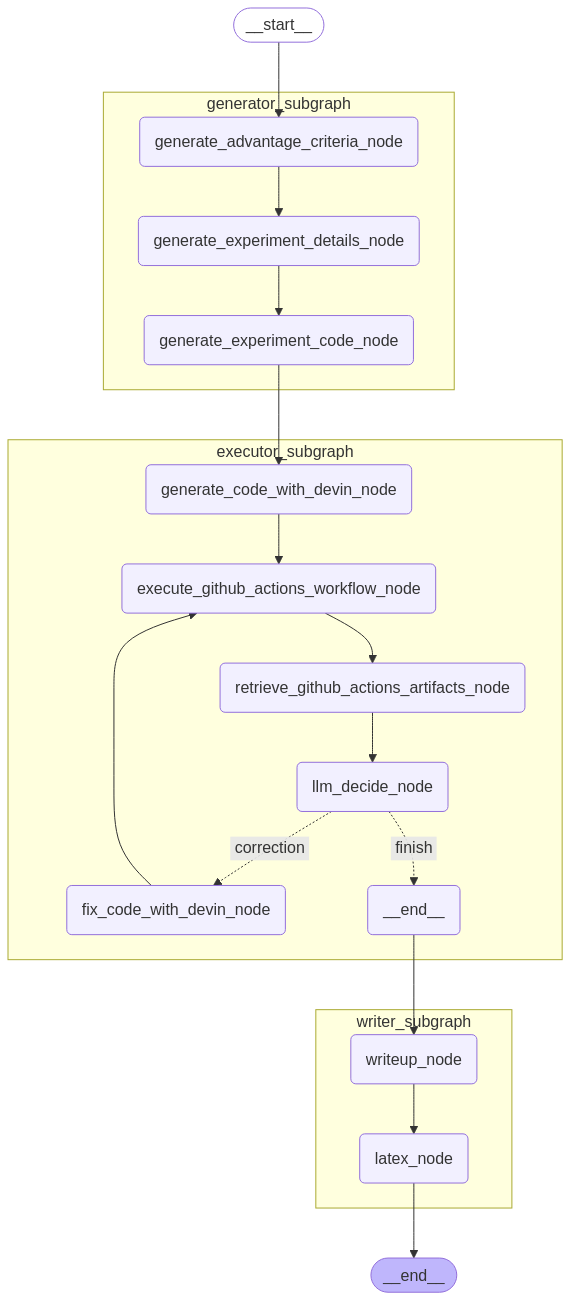 __start__
generator_subgraph
generate_advantage_criteria_node
generate_experiment_details_node
generate_experiment_code_node
executor_subgraph
generate_code_with_devin_node
execute_github_actions_workflow_node
retrieve_github_actions_artifacts_node
llm_decide_node
correction
finish
fix_code_with_devin_node
__end__
writer_subgraph
writeup_node
latex_node
__end__